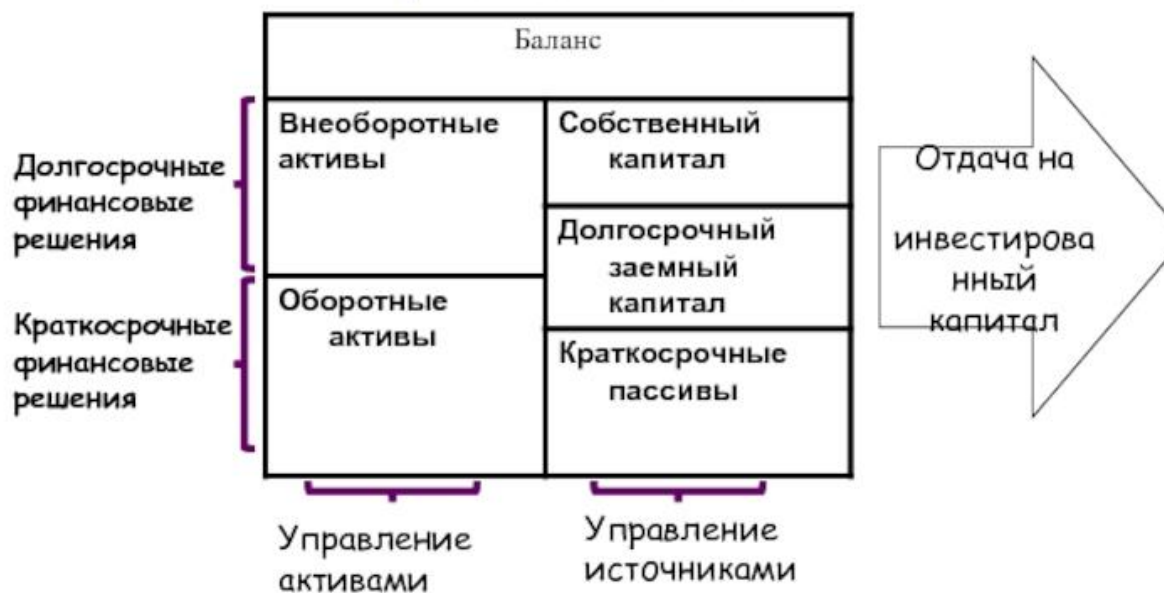 Баланс
Долгосрочные
финансовые
решения
Краткосрочные
финансовые
решения
Внеоборотные
активы
Оборотные
активы
Собственный
капитал
Долгосрочный
заемный
капитал
Краткосрочные
пассивы
Отдача на
инвестирова
нный
капитал
Управление
активами
Управление
источниками